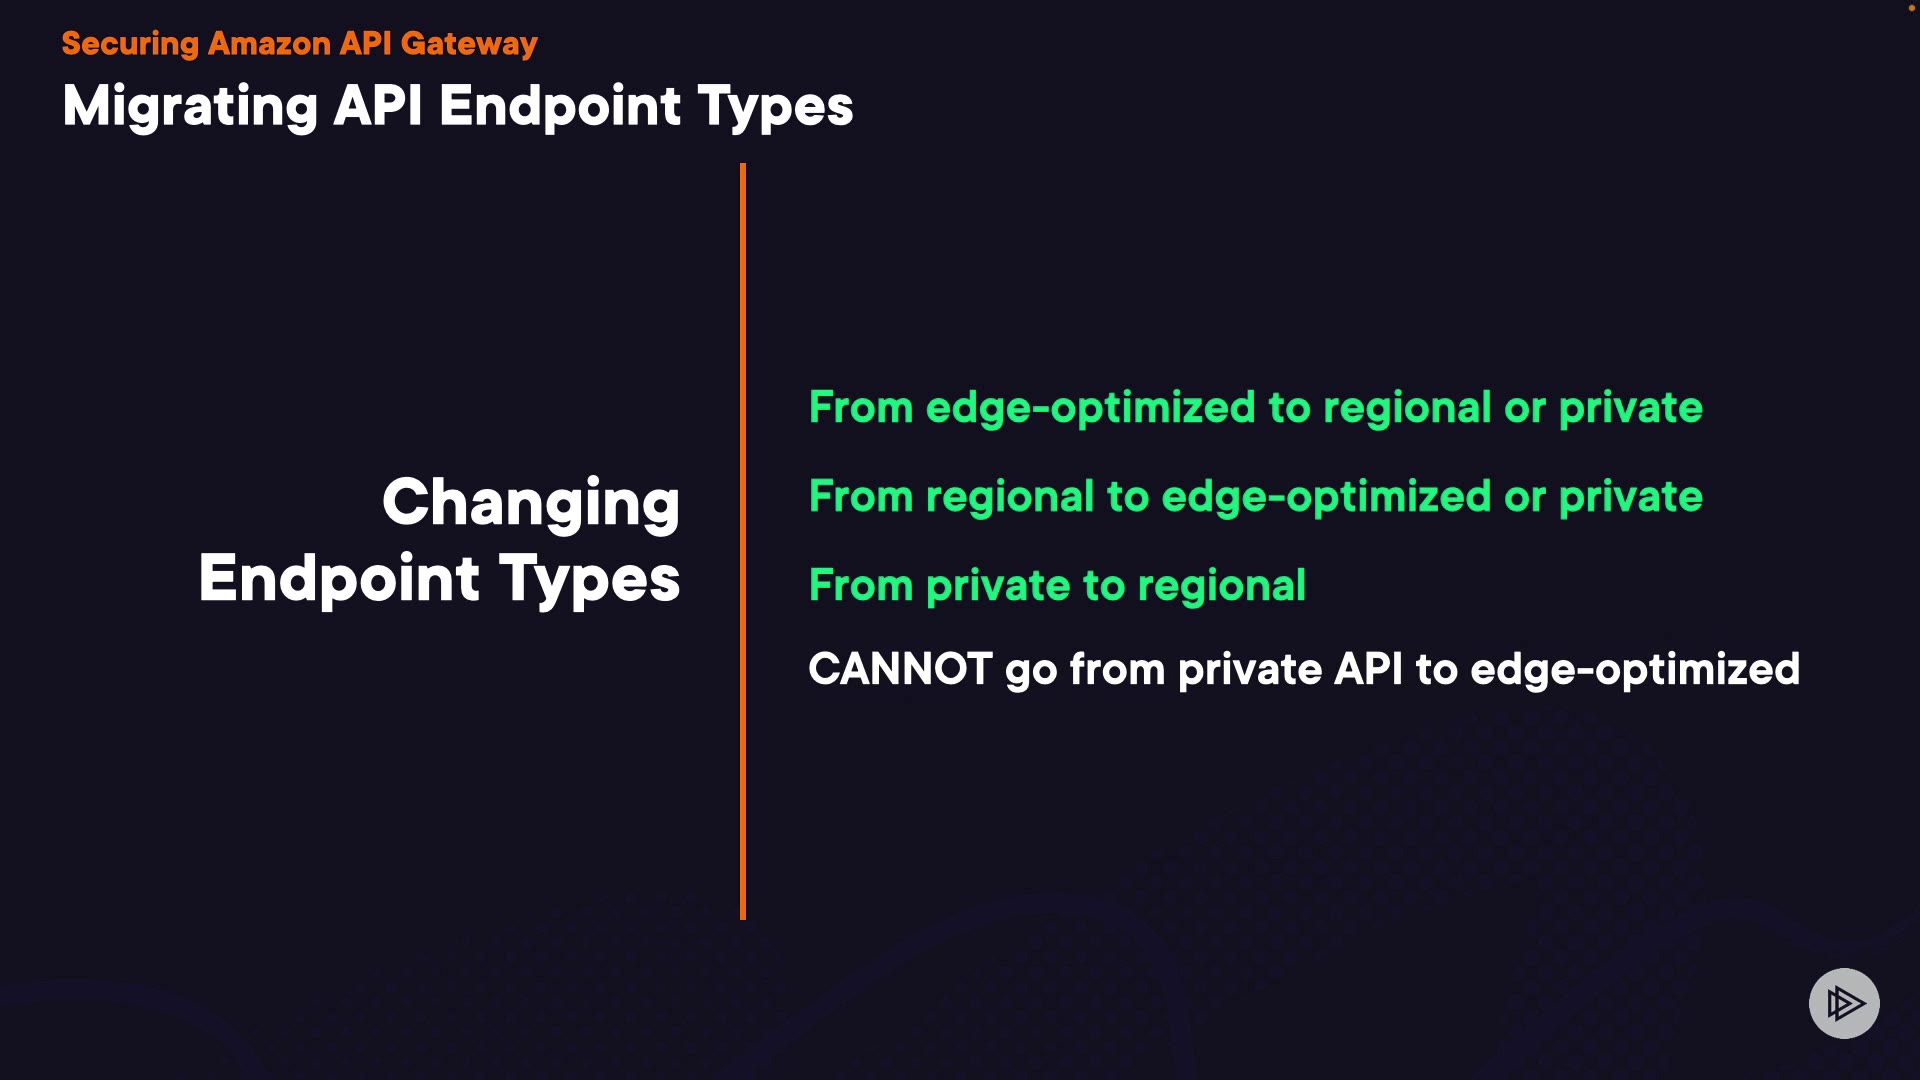 Securing Amazon API Gateway
Migrating API Endpoint Types
Changing
Endpoint Types
From edge-optimized to regional or private
From regional to edge-optimized or private
From private to regional
CANNOT go from private API to edge-optimized